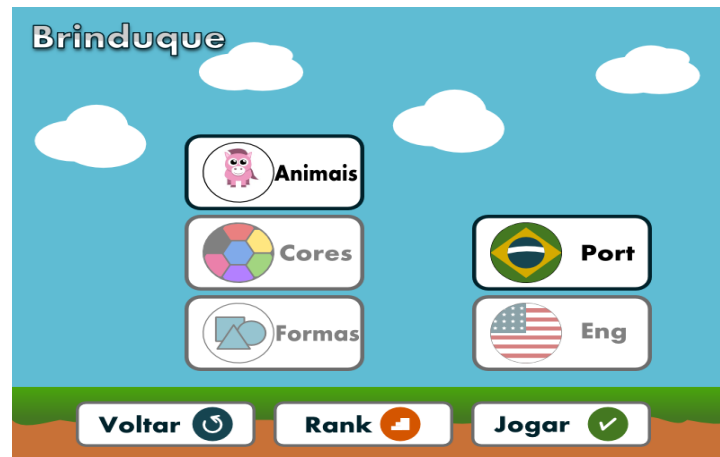 Brinduque
Animais
Cores
Formas
Port
Eng
Voltar
Rank
Jogar